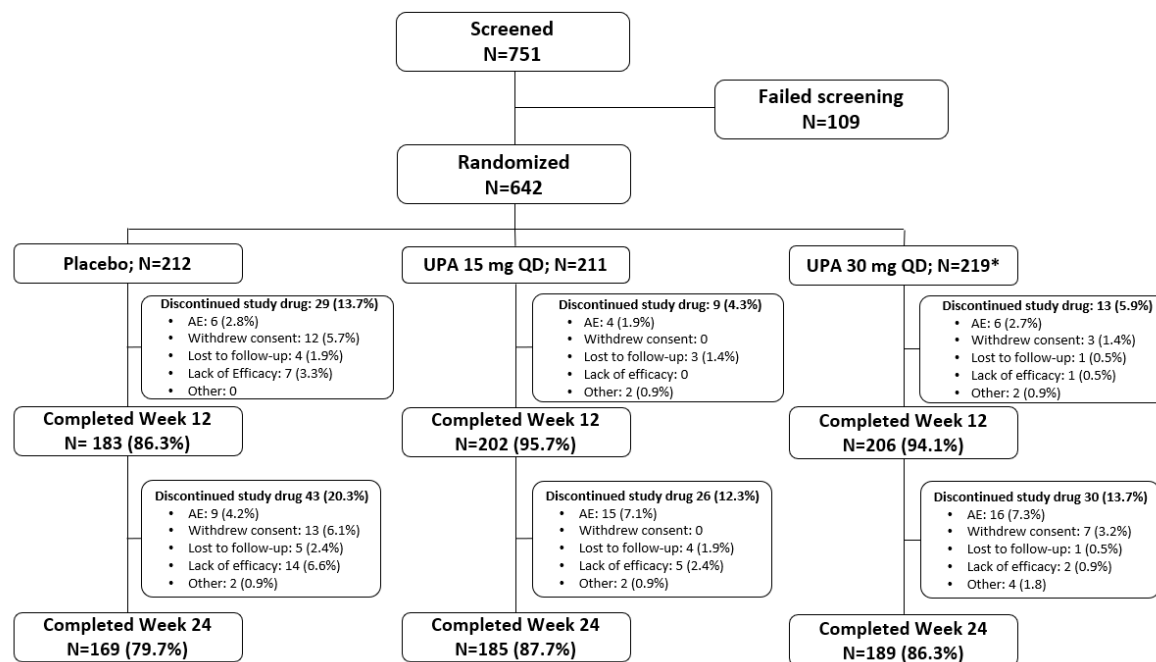 Screened
N=751
Failed screening
N=109
Randomized
N=642
Placebo; N=212
UPA 15 mg QD; N=211
UPA 30 mg QD; N=219*
Discontinued study drug: 29 (13.7%)
• AE: 6 (2.8%)
• Withdrew consent: 12 (5.7%)
• Lost to follow-up: 4 (1.9%)
• Lack of Efficacy: 7 (3.3%)
• Other: 0
Discontinued study drug: 9 (4.3%)
• AE: 4 (1.9%)
• Withdrew consent: 0
• Lost to follow-up: 3 (1.4%)
• Lack of efficacy: 0
• Other: 2 (0.9%)
Discontinued study drug: 13 (5.9%)
• AE: 6 (2.7%)
• Withdrew consent: 3 (1.4%)
• Lost to follow-up: 1 (0.5%)
• Lack of efficacy: 1 (0.5%)
• Other: 2 (0.9%)
Completed Week 12
N= 183 (86.3%)
Completed Week 12
N=202 (95.7%)
Completed Week 12
N=206 (94.1%)
Discontinued study drug 43 (20.3%)
• AE: 9 (4.2%)
• Withdrew consent: 13 (6.1%)
• Lost to follow-up: 5 (2.4%)
• Lack of efficacy: 14 (6.6%)
• Other: 2 (0.9%)
Discontinued study drug 26 (12.3%)
• AE: 15 (7.1%)
• Withdrew consent: 0
• Lost to follow-up: 4 (1.9%)
• Lack of efficacy: 5 (2.4%)
• Other: 2 (0.9%)
Discontinued study drug 30 (13.7%)
• AE: 16 (7.3%)
• Withdrew consent: 7 (3.2%)
• Lost to follow-up: 1 (0.5%)
• Lack of efficacy: 2 (0.9%)
• Other: 4 (1.8)
Completed Week 24
N=169 (79.7%)
Completed Week 24
N=185 (87.7%)
Completed Week 24
N=189 (86.3%)